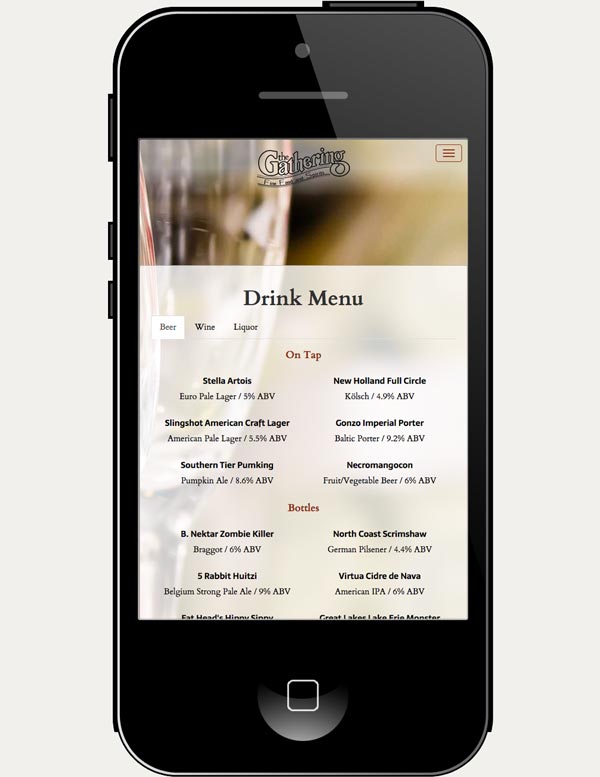 the
Gathering
Fine Food and Spirits
Drink Menu
Beer Wine Liquor
On Tap
Stella Artois New Holland Full Circle
Euro Pale Lager / 5% ABV Kölsch / 4.9% ABV
Slingshot American Craft Lager Gonzo Imperial Porter
American Pale Lager / 5.5% ABV Baltic Porter / 9.2% ABV
Southern Tier Pumking Necromangocon
Pumpkin Ale / 8.6% ABV Fruit/Vegetable Beer / 6% ABV
Bottles
B. Nektar Zombie Killer North Coast Scrimshaw
Braggot / 6% ABV German Pilsener / 4.4% ABV
5 Rabbit Huitzi Virtua Cidre de Nava
Belgium Strong Pale Ale / 9% ABV American IPA / 6% ABV
Fat Head's Hippy Sippy Great Lakes Lake Erie Monster